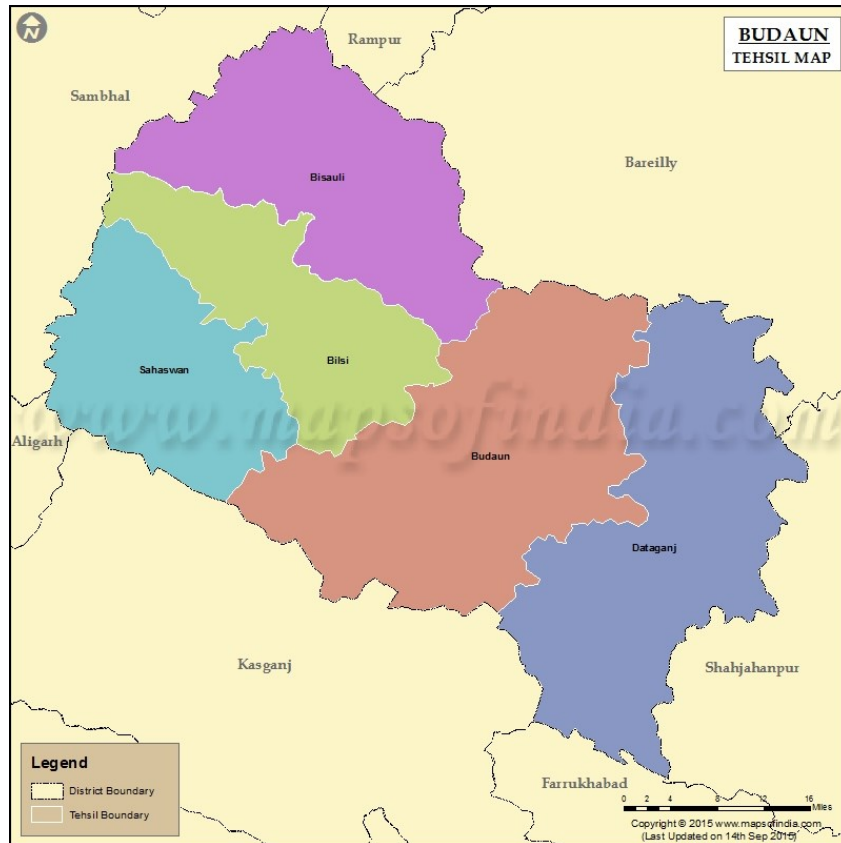 N
BUDAUN
TEHSIL MAP
Rampur
Sambhal
Bareilly
Bisauli
Sahaswan
Bilsi
www.mapsofindia.com
Aligarh
Budaun
Dataganj
Kasganj
Shahjahanpur
Farrukhabad
Legend
District Boundary
Tehsil Boundary
0 2 4 8 12 16
Miles
Copyright © 2015 www.mapsofindia.com
(Last Updated on 14th Sep 2015)